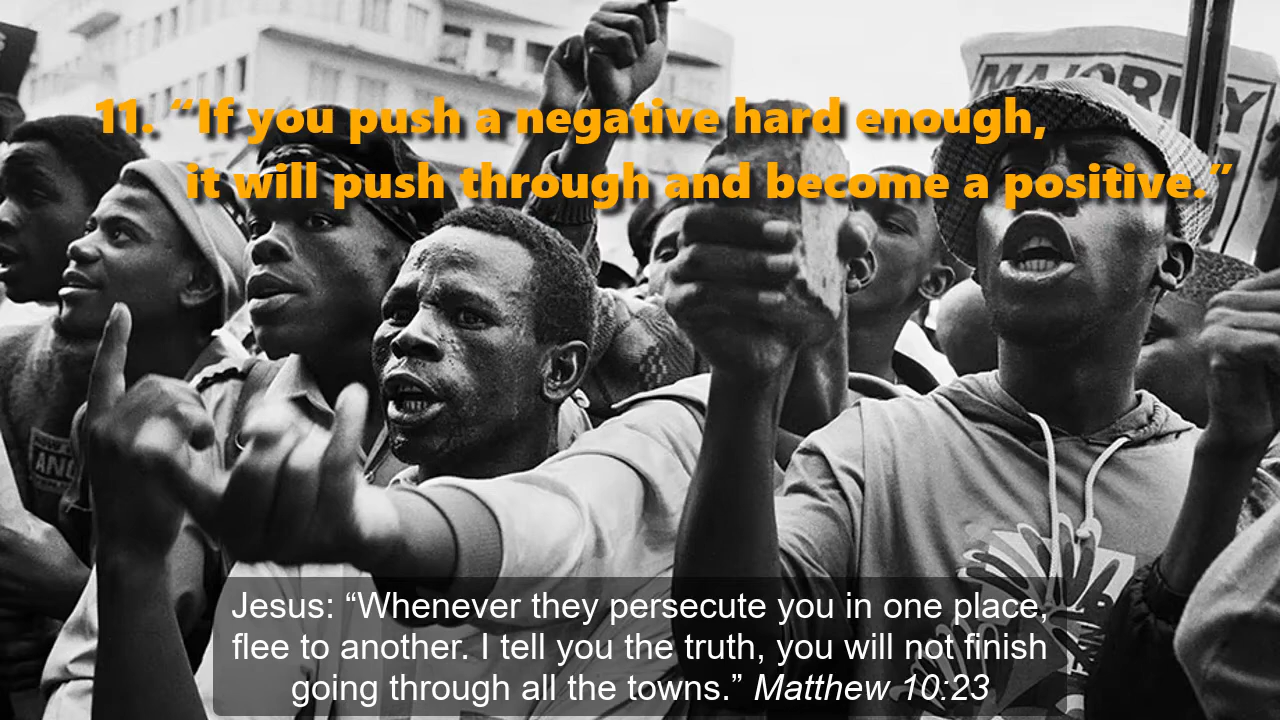 MAJORITY
11. “If you push a negative hard enough,
it will push through and become a positive.”
Jesus: “Whenever they persecute you in one place,
flee to another. I tell you the truth, you will not finish
going through all the towns.” Matthew 10:23